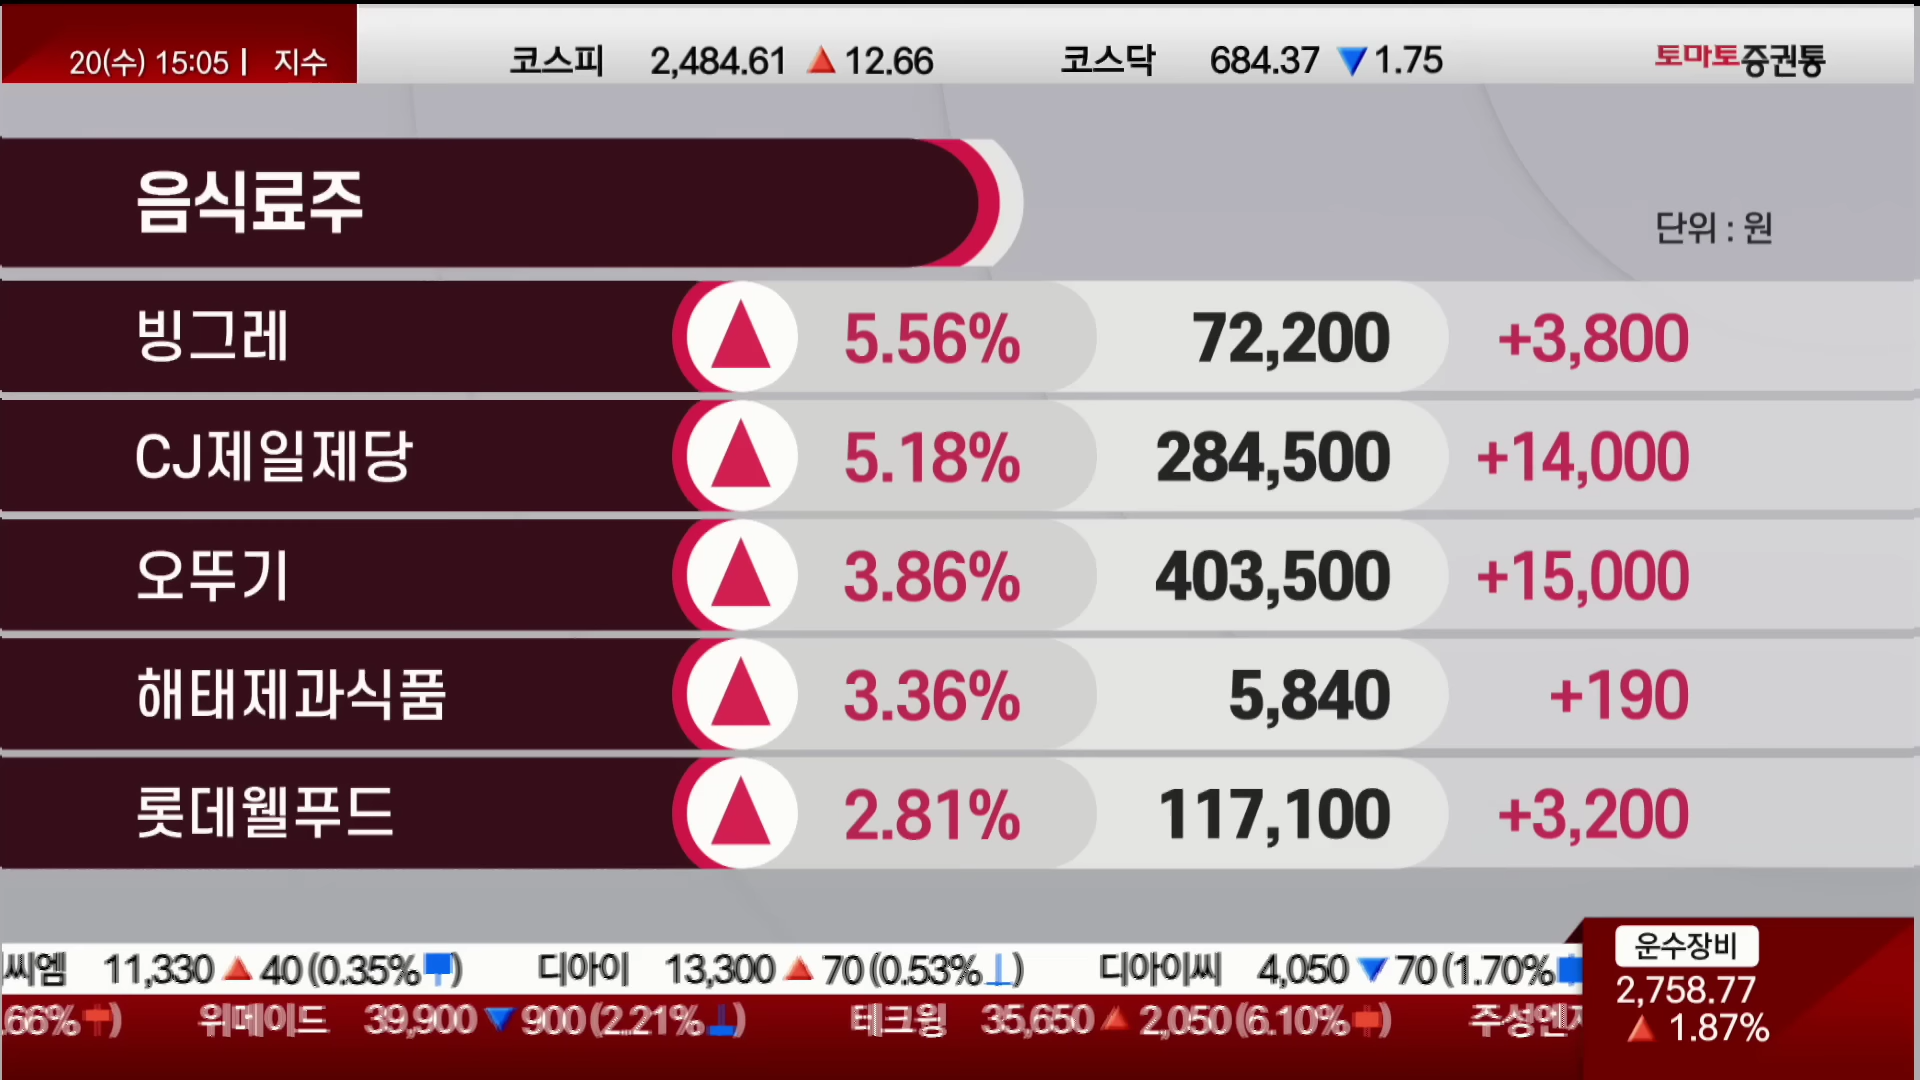 20(수) 15:05 | 지수 코스피 2,484.61 ▲ 12.66 코스닥 684.37 ▼ 1.75 토마토증권통
음식료주
단위 : 원
빙그레 ▲ 5.56% 72,200 +3,800
CJ제일제당 ▲ 5.18% 284,500 +14,000
오뚜기 ▲ 3.86% 403,500 +15,000
해태제과식품 ▲ 3.36% 5,840 +190
롯데웰푸드 ▲ 2.81% 117,100 +3,200
씨엠 11,330 ▲ 40 (0.35%) 디아이 13,300 ▲ 70 (0.53%) 디아이씨 4,050 ▼ 70 (1.70%
.66%) 위메이드 39,900 ▼ 900 (2.21%) 테크윙 35,650 ▲ 2,050 (6.10%) 주성엔지
운수장비
2,758.77
▲ 1.87%